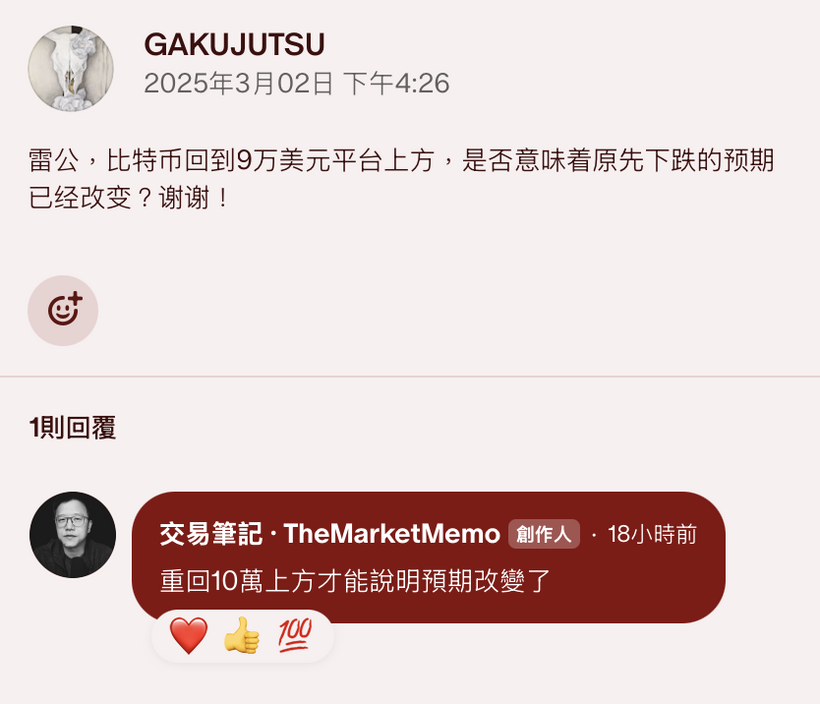 GAKUJUTSU
2025年3月02日 下午4:26
雷公，比特币回到9万美元平台上方，是否意味着原先下跌的预期
已经改变？谢谢！
1則回覆
交易筆記 · TheMarketMemo 創作人 · 18小時前
重回10萬上方才能說明預期改變了